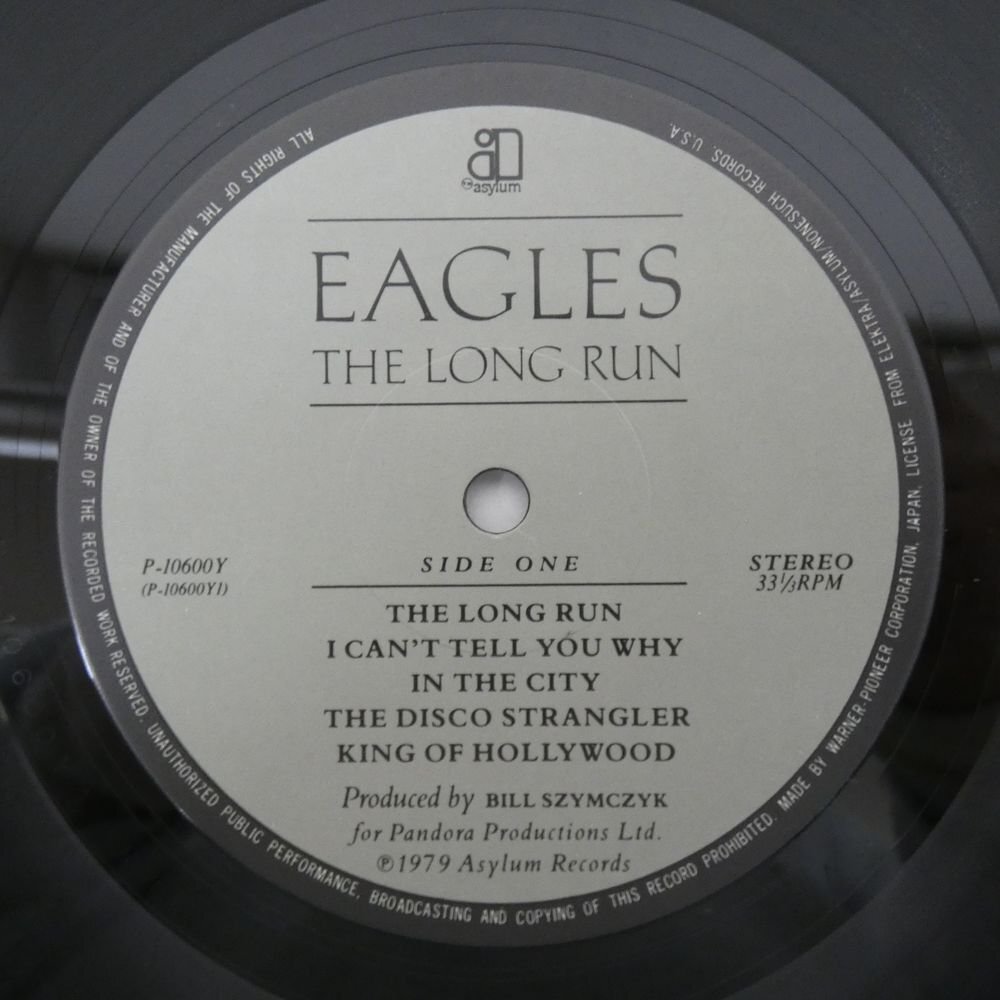 asylum
EAGLES
THE LONG RUN
P-10600Y
(P-10600Y1)
SIDE ONE
STEREO
33⅓RPM
THE LONG RUN
I CAN'T TELL YOU WHY
IN THE CITY
THE DISCO STRANGLER
KING OF HOLLYWOOD
Produced by BILL SZYMCZYK
for Pandora Productions Ltd.
℗1979 Asylum Records
ALL RIGHTS OF THE MANUFACTURER AND OF THE OWNER OF THE RECORDED WORK RESERVED. UNAUTHORIZED PUBLIC PERFORMANCE, BROADCASTING AND COPYING OF THIS RECORD PROHIBITED. MADE BY WARNER-PIONEER CORPORATION, JAPAN, LICENSE FROM ELEKTRA/ASYLUM/NONESUCH RECORDS, U.S.A.